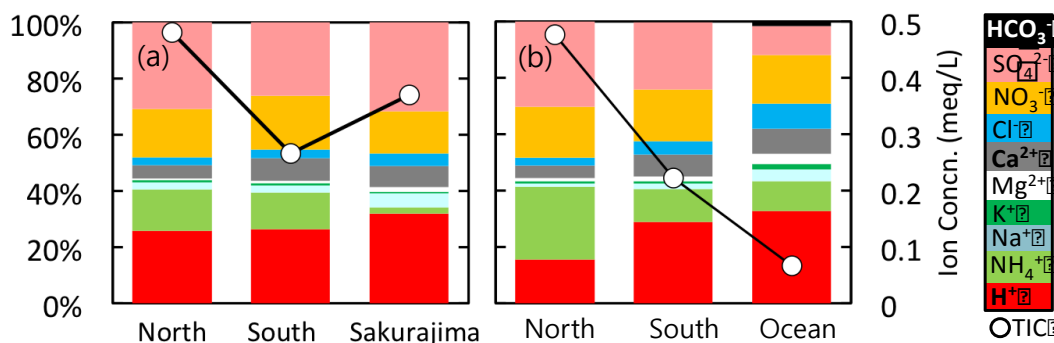 100%
80%
60%
40%
20%
0%
(a)
North South Sakurajima
(b)
North South Ocean
0.5
0.4
0.3
0.2
0.1
0
Ion Concn. (meq/L)
HCO₃⁻
SO₄²⁻
NO₃⁻
Cl⁻
Ca²⁺
Mg²⁺
K⁺
Na⁺
NH₄⁺
H⁺
TIC